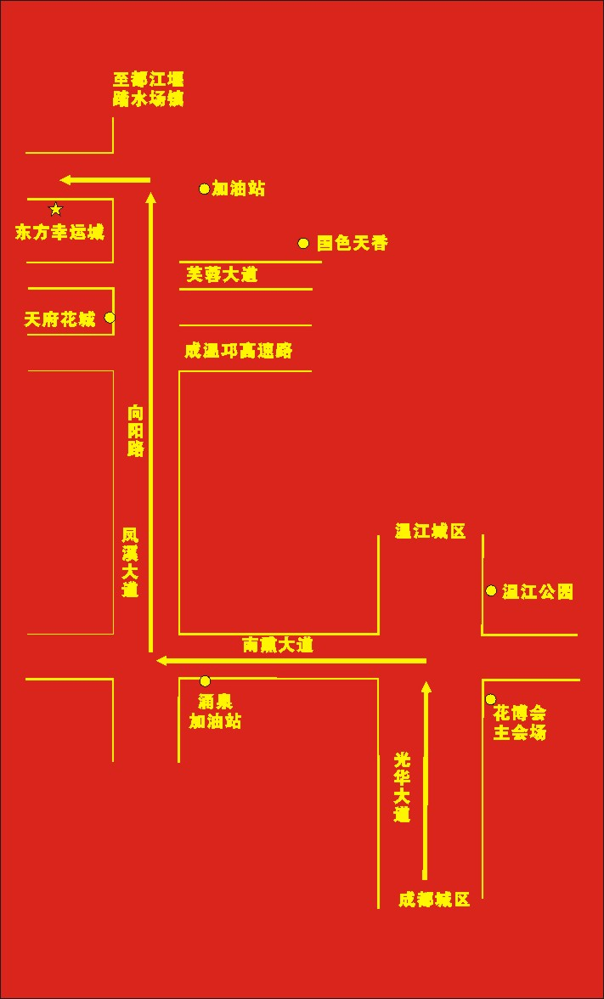 至都江堰
踏水场镇
加油站
东方幸运城
国色天香
芙蓉大道
天府花城
成温邛高速路
向阳路
凤溪大道
温江城区
温江公园
南熏大道
涌泉
加油站
花博会
主会场
光华大道
成都城区